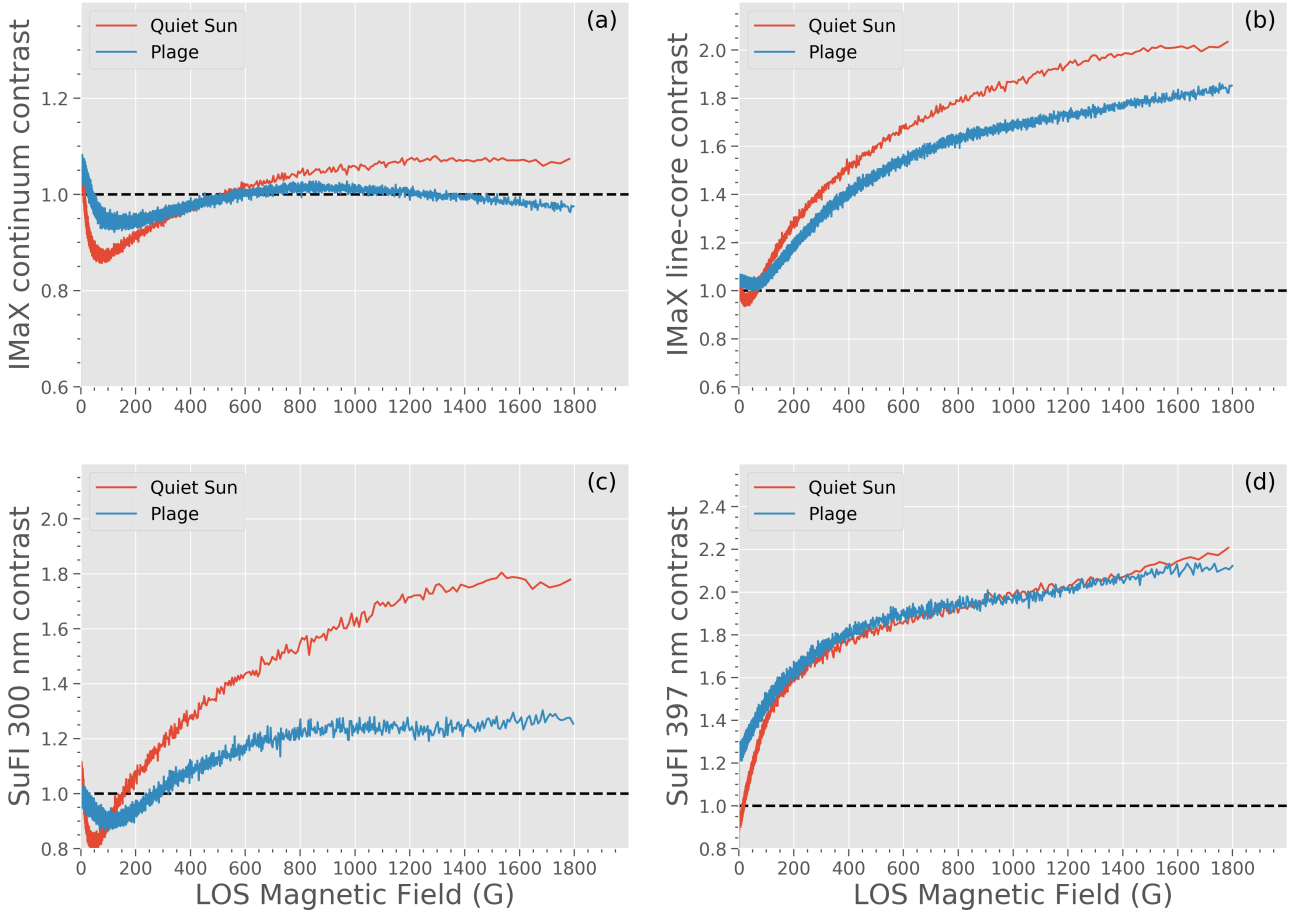 Quiet Sun
Plage
(a)
IMaX continuum contrast
1.2
1.0
0.8
0.6
0 200 400 600 800 1000 1200 1400 1600 1800
Quiet Sun
Plage
(b)
IMaX line-core contrast
2.0
1.8
1.6
1.4
1.2
1.0
0.8
0.6
0 200 400 600 800 1000 1200 1400 1600 1800
Quiet Sun
Plage
(c)
SuFI 300 nm contrast
2.0
1.8
1.6
1.4
1.2
1.0
0.8
0 200 400 600 800 1000 1200 1400 1600 1800
LOS Magnetic Field (G)
Quiet Sun
Plage
(d)
SuFI 397 nm contrast
2.4
2.2
2.0
1.8
1.6
1.4
1.2
1.0
0.8
0 200 400 600 800 1000 1200 1400 1600 1800
LOS Magnetic Field (G)